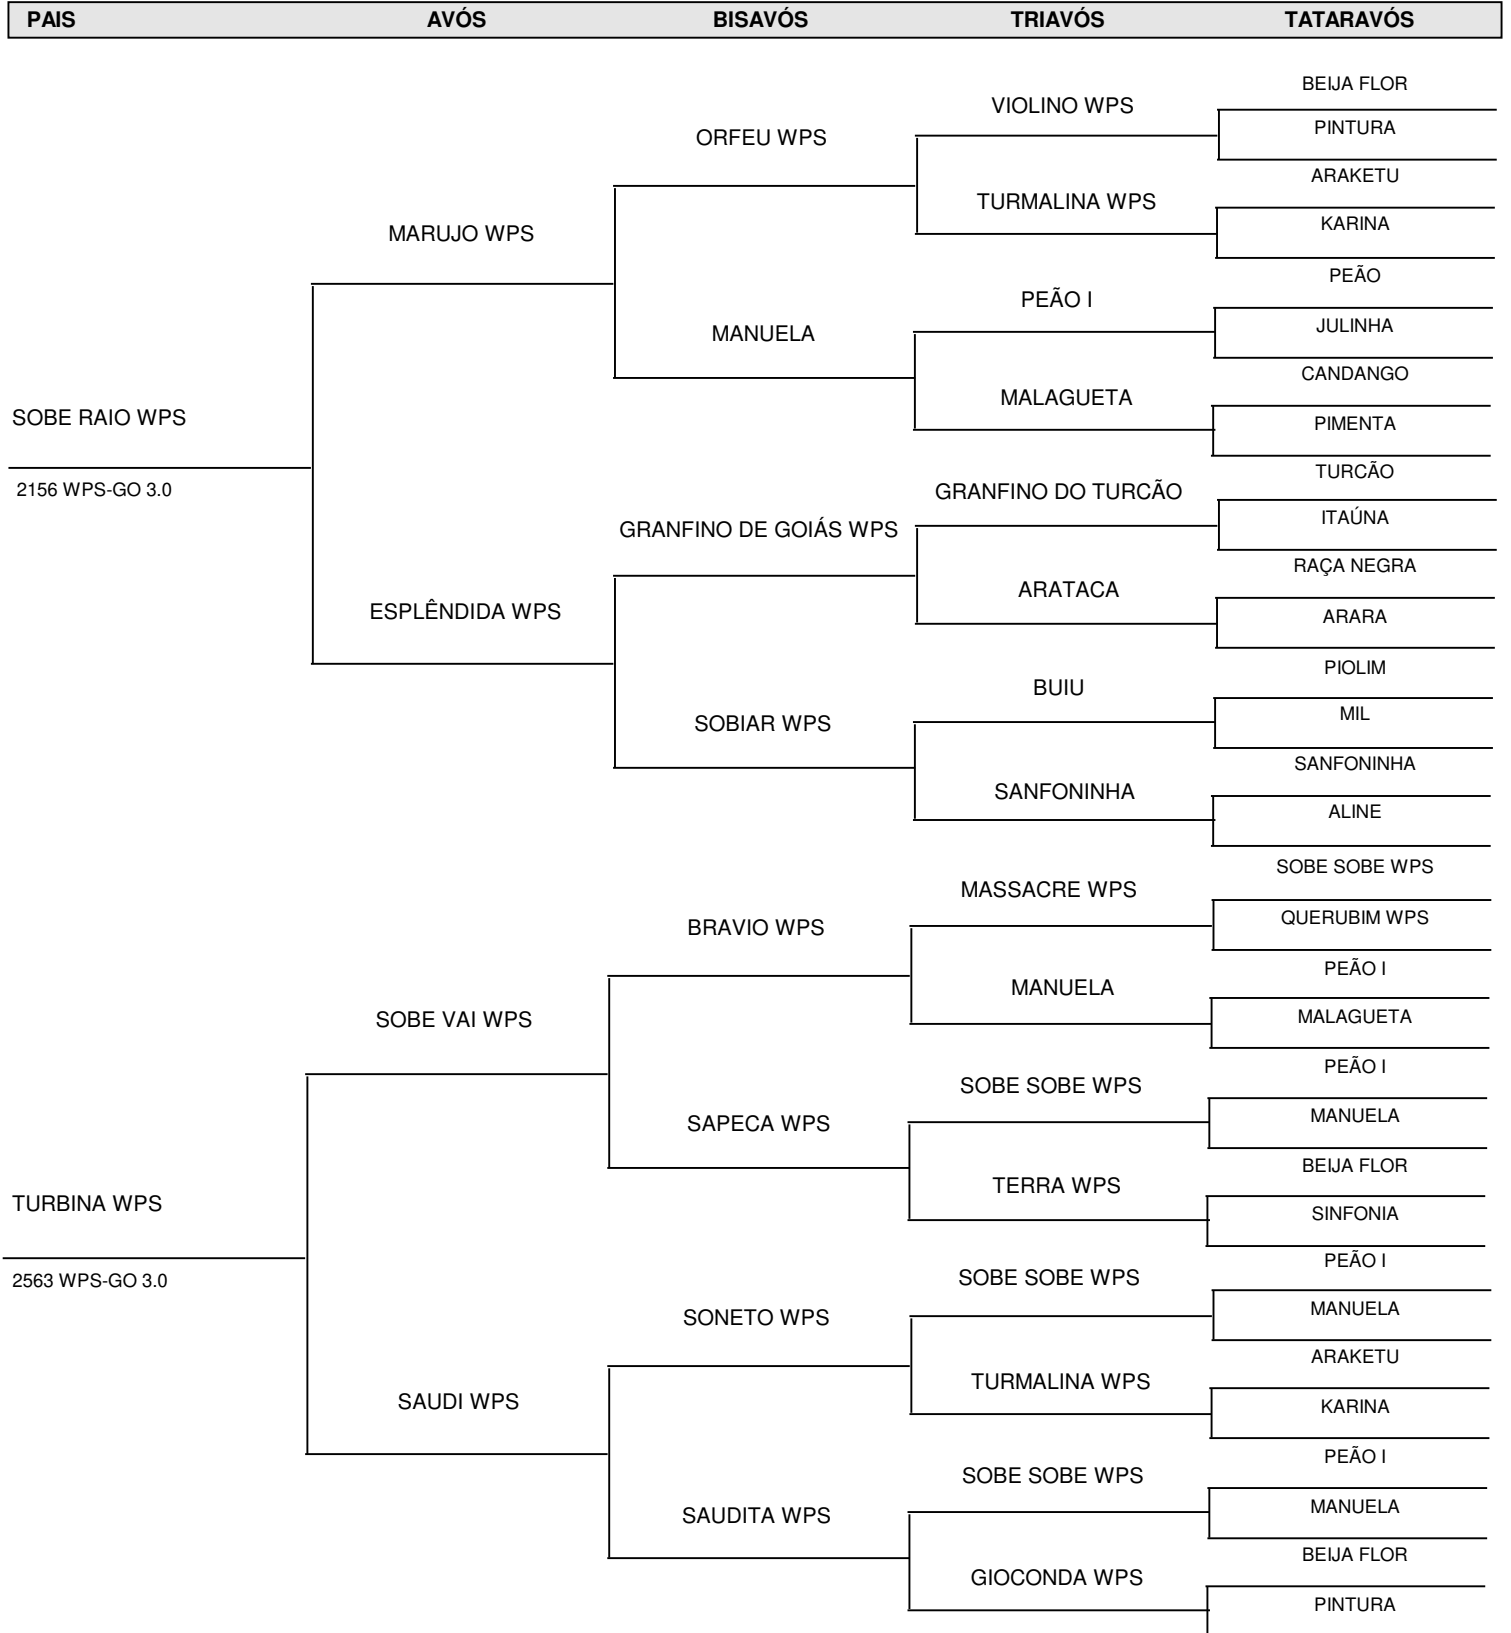 PAIS AVÓS BISAVÓS TRIAVÓS TATARAVÓS
BEIJA FLOR
VIOLINO WPS
PINTURA
ORFEU WPS
ARAKETU
TURMALINA WPS
KARINA
MARUJO WPS
PEÃO
PEÃO I
JULINHA
MANUELA
CANDANGO
MALAGUETA
PIMENTA
SOBE RAIO WPS
2156 WPS-GO 3.0
TURCÃO
GRANFINO DO TURCÃO
ITAÚNA
GRANFINO DE GOIÁS WPS
RAÇA NEGRA
ARATACA
ARARA
ESPLÊNDIDA WPS
PIOLIM
BUIU
MIL
SOBIAR WPS
SANFONINHA
SANFONINHA
ALINE
SOBE SOBE WPS
MASSACRE WPS
QUERUBIM WPS
BRAVIO WPS
PEÃO I
MANUELA
MALAGUETA
SOBE VAI WPS
PEÃO I
SOBE SOBE WPS
MANUELA
SAPECA WPS
BEIJA FLOR
TERRA WPS
SINFONIA
TURBINA WPS
2563 WPS-GO 3.0
PEÃO I
SOBE SOBE WPS
MANUELA
SONETO WPS
ARAKETU
TURMALINA WPS
KARINA
SAUDI WPS
PEÃO I
SOBE SOBE WPS
MANUELA
SAUDITA WPS
BEIJA FLOR
GIOCONDA WPS
PINTURA